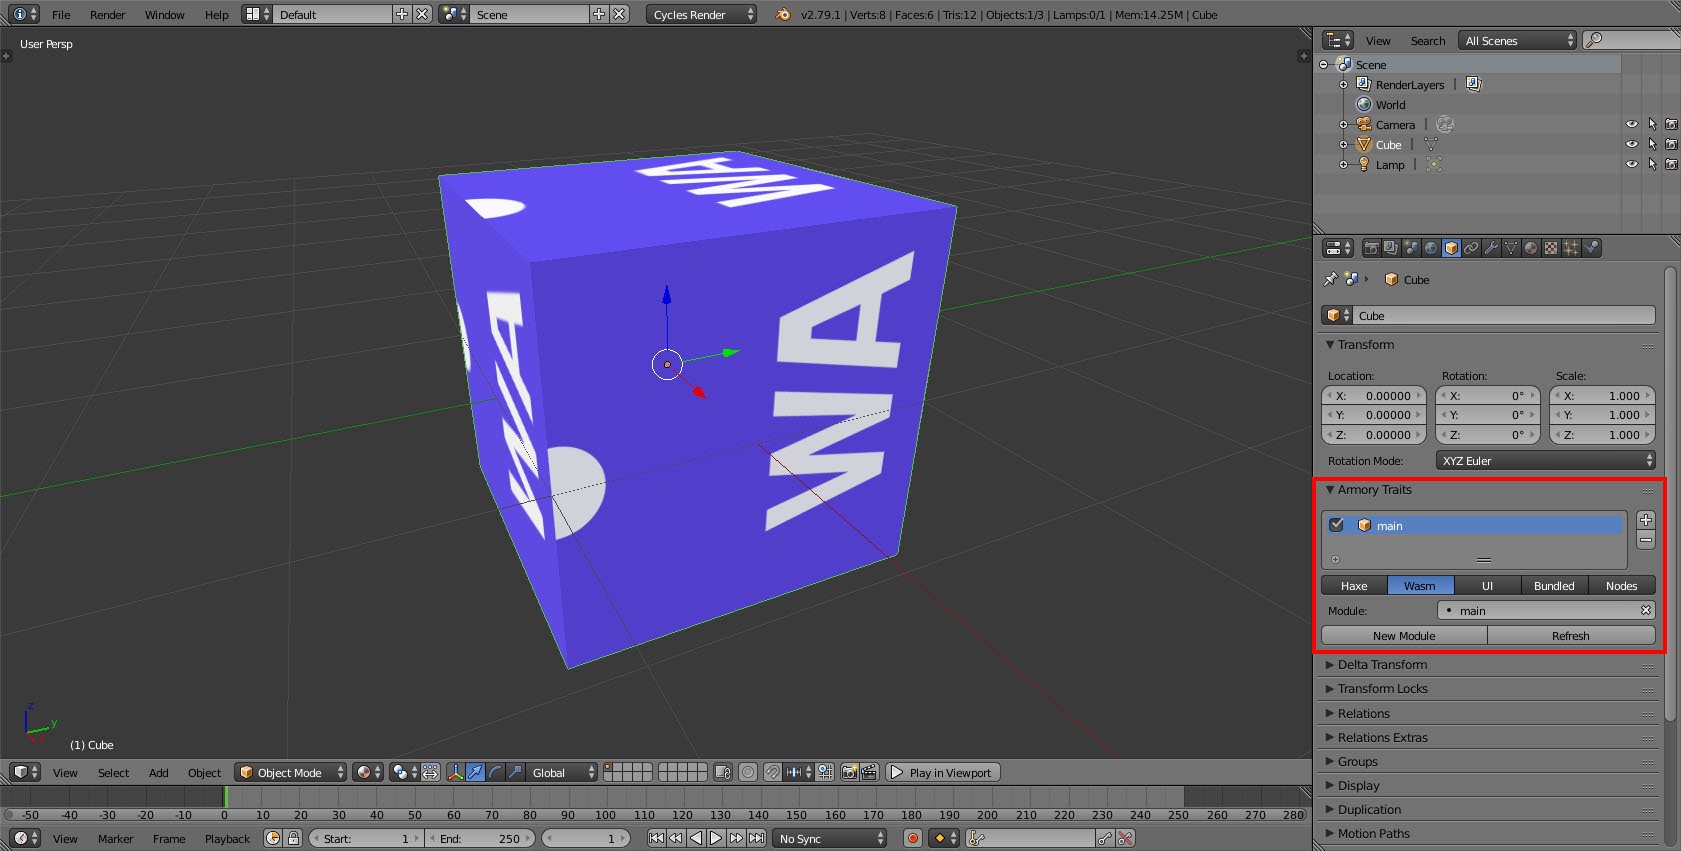 File Render Window Help Default Scene Cycles Render v2.79.1 | Verts:8 | Faces:6 | Tris:12 | Objects:1/3 | Lamps:0/1 | Mem:14.25M | Cube
User Persp
WA
WA
WA
(1) Cube
View Select Add Object Object Mode Global Play in Viewport
-50 -40 -30 -20 -10 0 10 20 30 40 50 60 70 80 90 100 110 120 130 140 150 160 170 180 190 200 210 220 230 240 250 260 270 280
View Marker Frame Playback Start: 1 End: 250 1 No Sync
View Search All Scenes
Scene
RenderLayers |
World
Camera |
Cube |
Lamp |
Cube
Cube
Transform
Location: Rotation: Scale:
X: 0.00000 X: 0° X: 1.000
Y: 0.00000 Y: 0° Y: 1.000
Z: 0.00000 Z: 0° Z: 1.000
Rotation Mode: XYZ Euler
Armory Traits
main
Haxe Wasm UI Bundled Nodes
Module: main
New Module Refresh
Delta Transform
Transform Locks
Relations
Relations Extras
Groups
Display
Duplication
Motion Paths